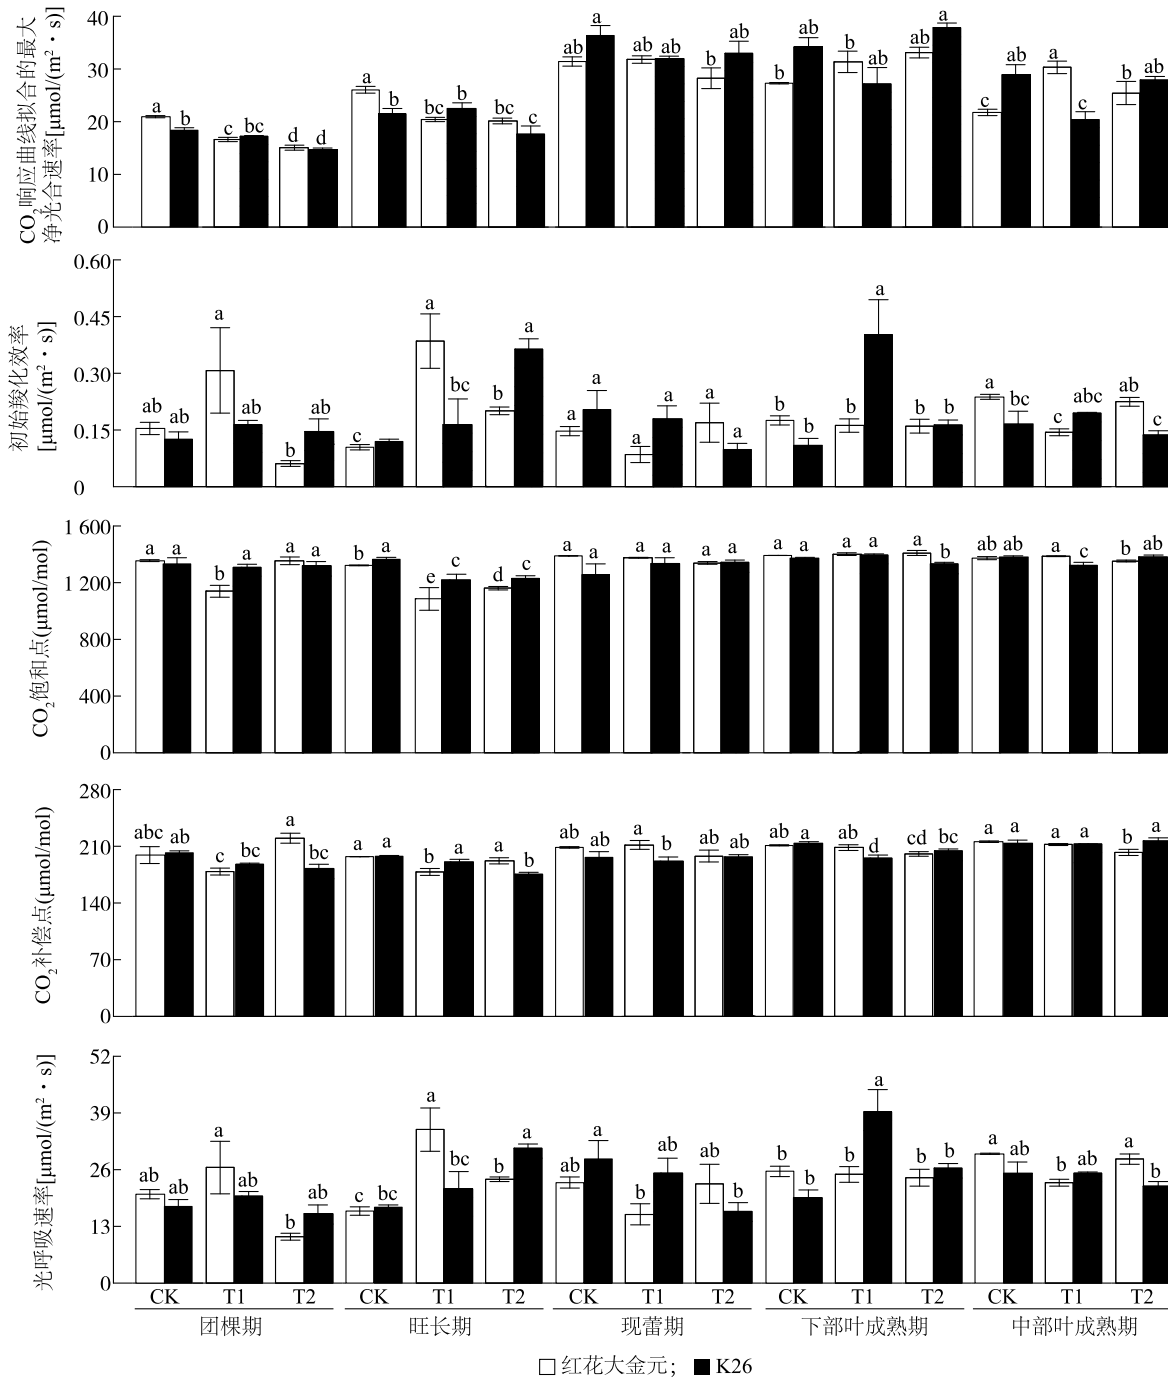 CO₂响应曲线拟合的最大
净光合速率[μmol/(m²・s)]
40
30
20
10
0
a b c bc d d a b bc b bc c ab a ab ab b ab b ab b ab ab a c ab a c b ab
初始羧化效率
[μmol/(m²・s)]
0.60
0.45
0.30
0.15
0
ab ab a ab b ab c a bc b a a a a a a a b b b a b b a bc c abc ab c
CO₂饱和点(μmol/mol)
1 600
1 200
800
400
0
a a b a a a b a e c d c a a a a a a a a a a a b ab ab a c b ab
CO₂补偿点(μmol/mol)
280
210
140
70
0
abc ab c bc a bc a a b a a b ab ab a b ab ab ab a ab d cd bc a a a a b a
光呼吸速率[μmol/(m²・s)]
52
39
26
13
0
ab ab a ab b ab c bc a bc b a ab a b ab ab b b b b a b b a ab b ab a b
CK T1 T2 CK T1 T2 CK T1 T2 CK T1 T2 CK T1 T2
团棵期 旺长期 现蕾期 下部叶成熟期 中部叶成熟期
红花大金元； K26